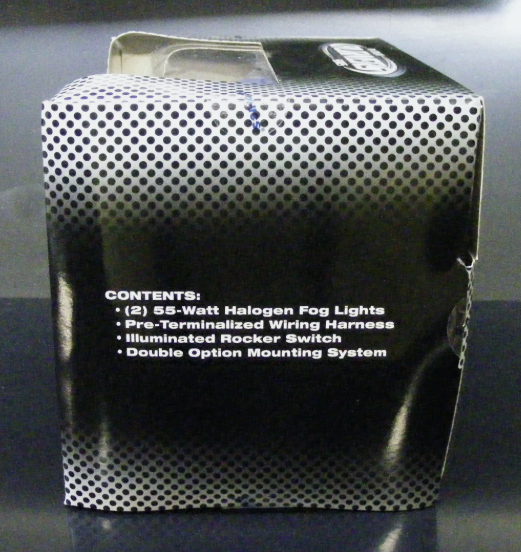 CONTENTS:
• (2) 55-Watt Halogen Fog Lights
• Pre-Terminalized Wiring Harness
• Illuminated Rocker Switch
• Double Option Mounting System